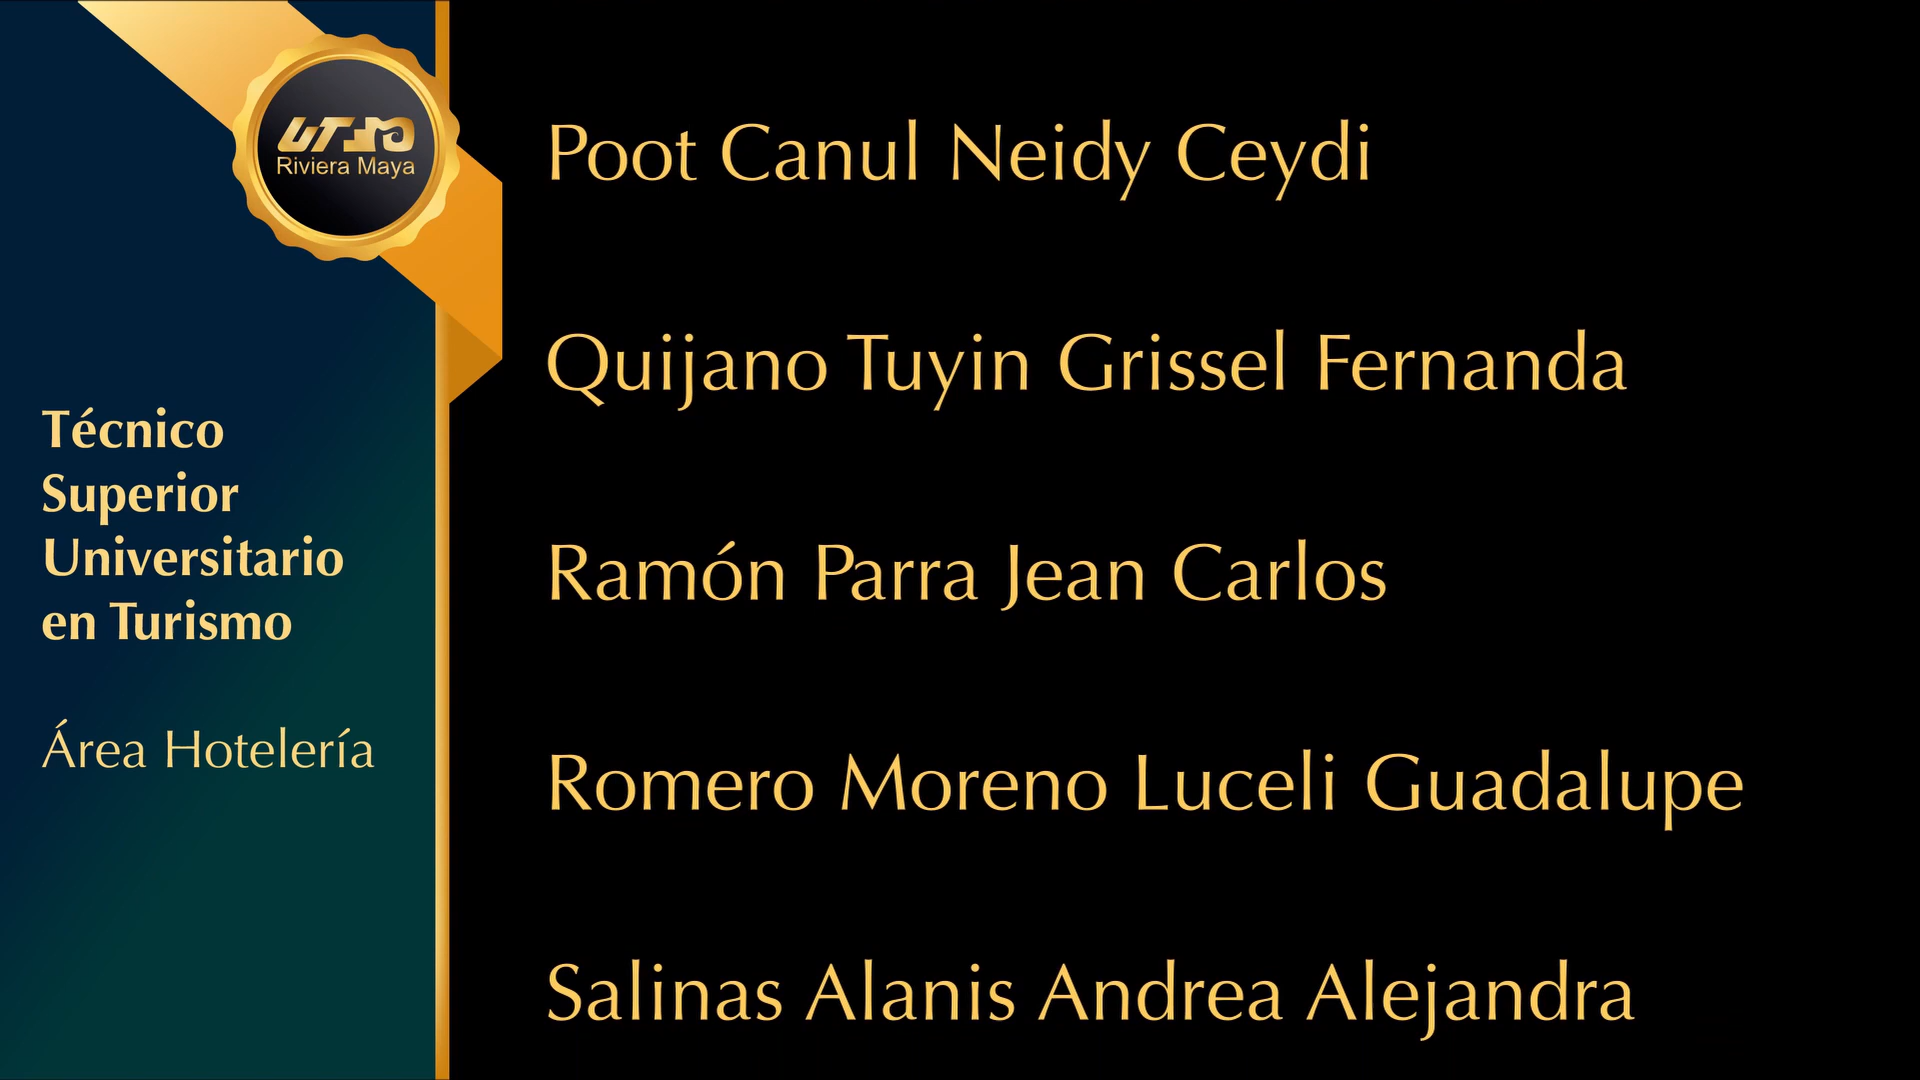 UT
Riviera Maya
Técnico
Superior
Universitario
en Turismo
Área Hotelería
Poot Canul Neidy Ceydi
Quijano Tuyin Grissel Fernanda
Ramón Parra Jean Carlos
Romero Moreno Luceli Guadalupe
Salinas Alanis Andrea Alejandra